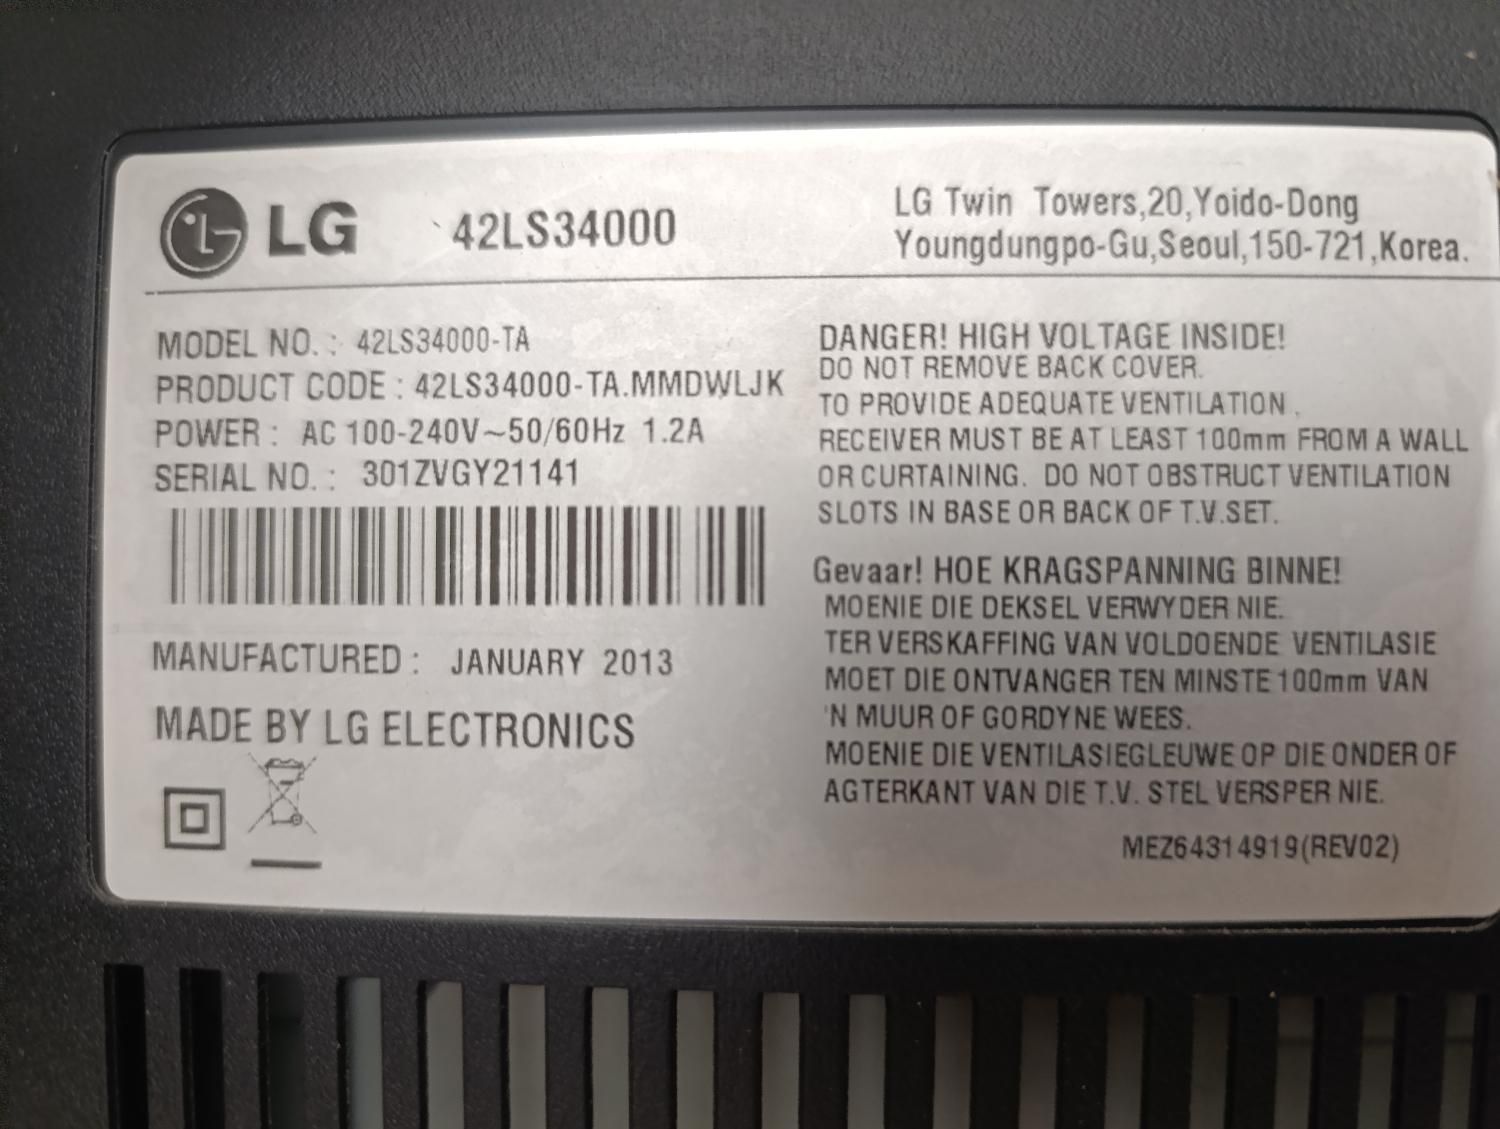 LG 42LS34000
LG Twin Towers,20,Yoido-Dong
Youngdungpo-Gu,Seoul,150-721,Korea.
MODEL NO. : 42LS34000-TA
PRODUCT CODE : 42LS34000-TA.MMDWLJK
POWER : AC 100-240V~50/60Hz 1.2A
SERIAL NO. : 301ZVGY21141
MANUFACTURED : JANUARY 2013
MADE BY LG ELECTRONICS
DANGER! HIGH VOLTAGE INSIDE!
DO NOT REMOVE BACK COVER.
TO PROVIDE ADEQUATE VENTILATION .
RECEIVER MUST BE AT LEAST 100mm FROM A WALL
OR CURTAINING. DO NOT OBSTRUCT VENTILATION
SLOTS IN BASE OR BACK OF T.V.SET.
Gevaar! HOE KRAGSPANNING BINNE!
MOENIE DIE DEKSEL VERWYDER NIE.
TER VERSKAFFING VAN VOLDOENDE VENTILASIE
MOET DIE ONTVANGER TEN MINSTE 100mm VAN
'N MUUR OF GORDYNE WEES.
MOENIE DIE VENTILASIEGLEUWE OP DIE ONDER OF
AGTERKANT VAN DIE T.V. STEL VERSPER NIE.
MEZ64314919(REV02)